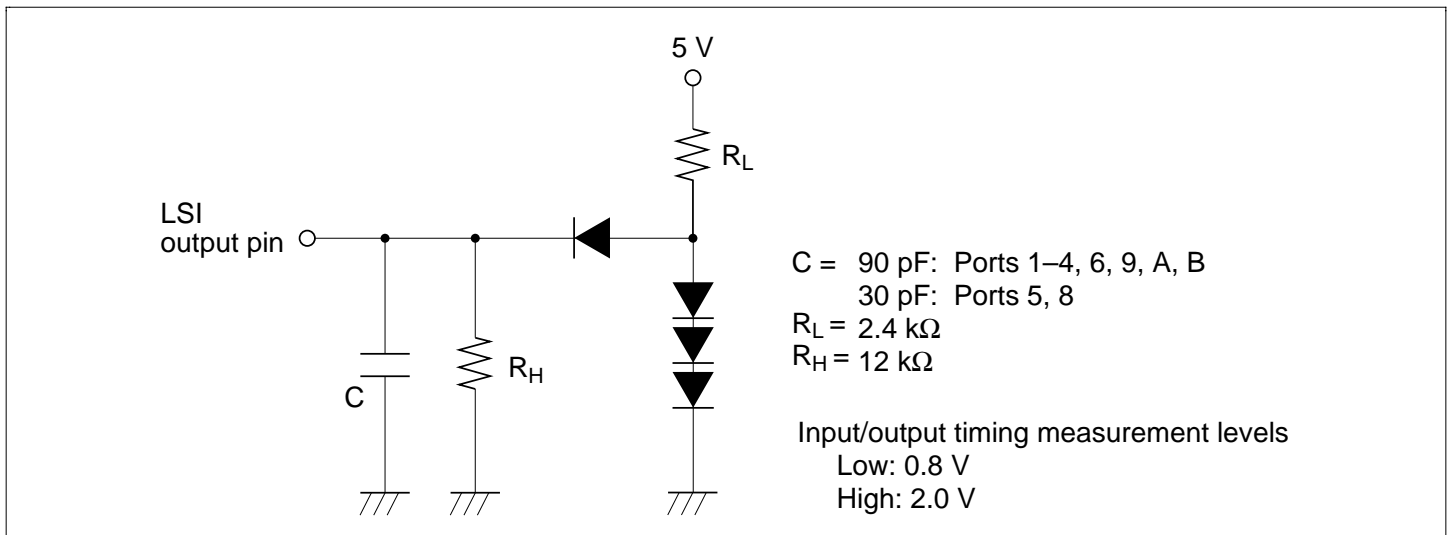 5 V
R_L
LSI
output pin
C
R_H
C = 90 pF: Ports 1–4, 6, 9, A, B
30 pF: Ports 5, 8
R_L = 2.4 kΩ
R_H = 12 kΩ
Input/output timing measurement levels
Low: 0.8 V
High: 2.0 V